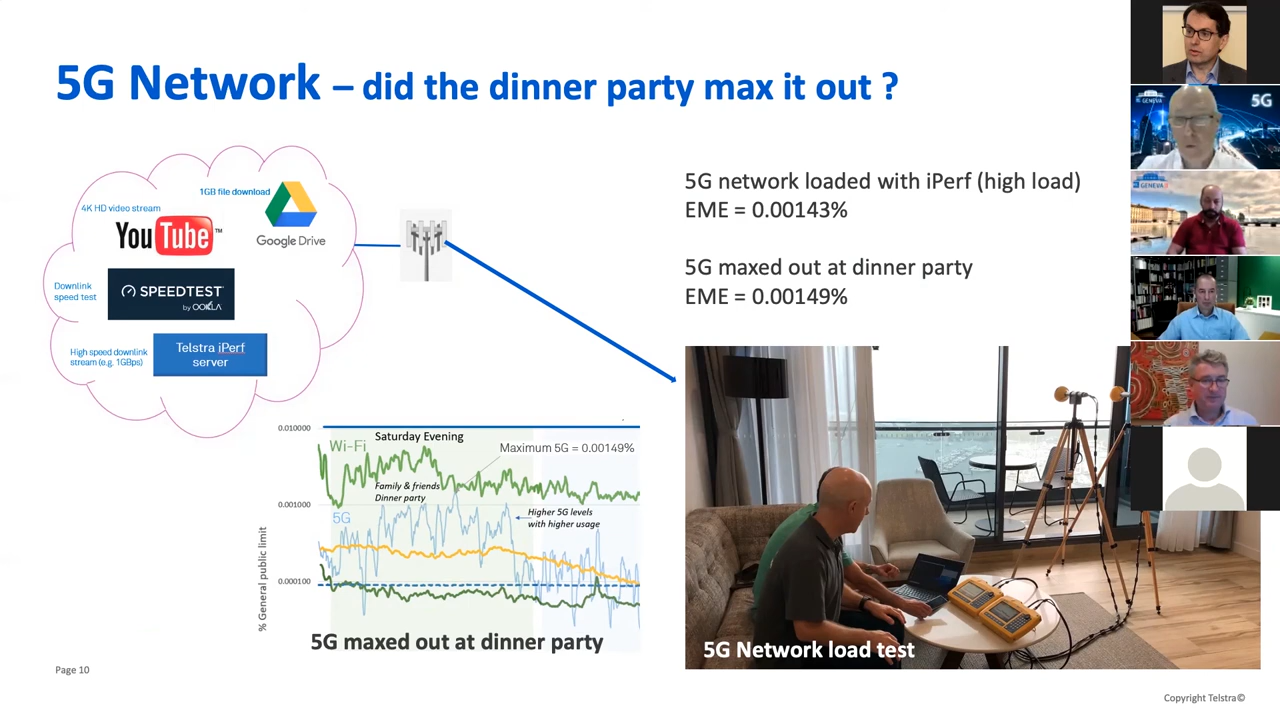 5G Network – did the dinner party max it out ?
1GB file download
4K HD video stream
YouTube™
Google Drive
Downlink
speed test
SPEEDTEST™
by OOKLA
High speed downlink
stream (e.g. 1GBps)
Telstra iPerf
server
5G network loaded with iPerf (high load)
EME = 0.00143%
5G maxed out at dinner party
EME = 0.00149%
0.010000
0.001000
0.000100
% General public limit
Wi-Fi
Saturday Evening
Maximum 5G = 0.00149%
Family & friends
Dinner party
5G
Higher 5G levels
with higher usage
5G maxed out at dinner party
5G Network load test
GENEVA
5G
GENEVA
Page 10
Copyright Telstra©